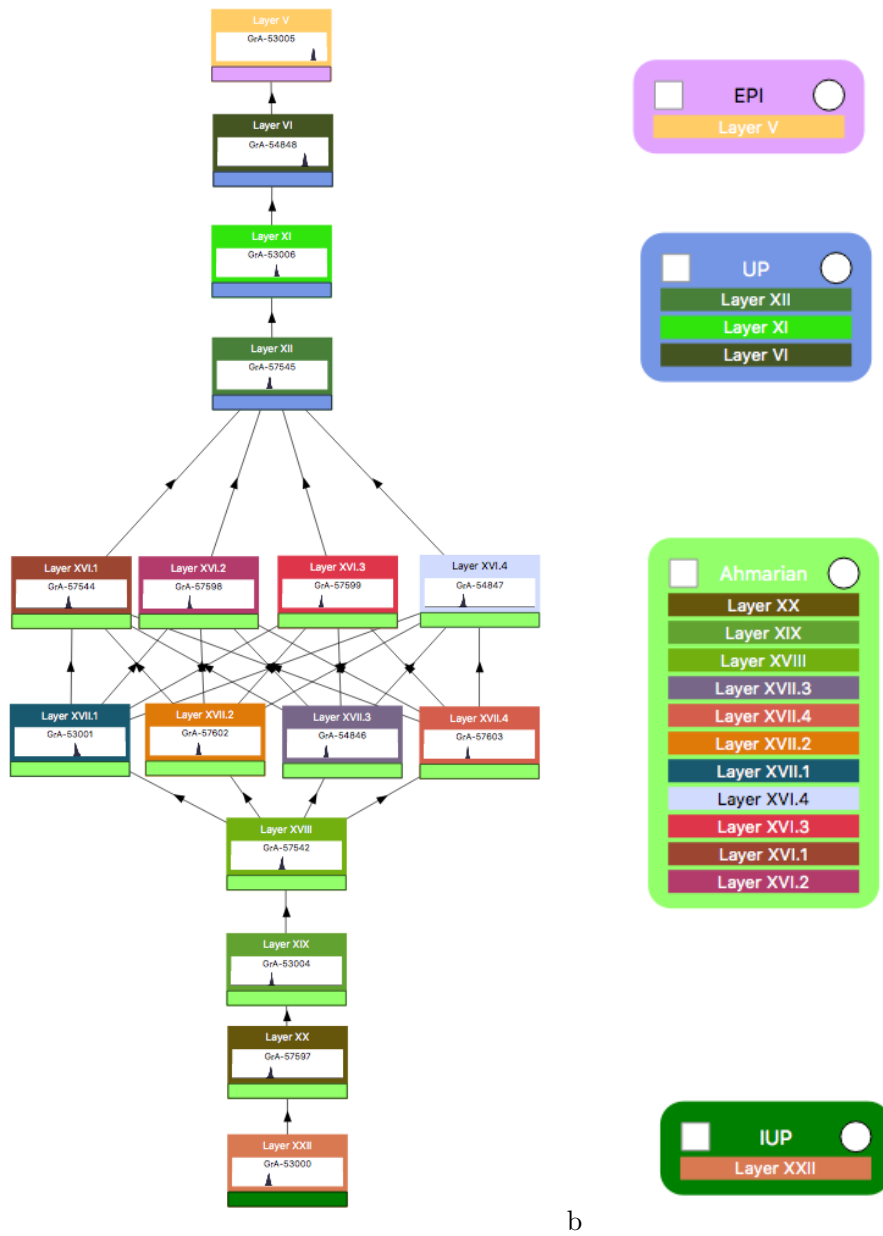 Layer V
GrA-53005
Layer VI
GrA-54848
Layer XI
GrA-53006
Layer XII
GrA-57545
Layer XVI.1
GrA-57544
Layer XVI.2
GrA-57598
Layer XVI.3
GrA-57599
Layer XVI.4
GrA-54847
Layer XVII.1
GrA-53001
Layer XVII.2
GrA-57602
Layer XVII.3
GrA-54846
Layer XVII.4
GrA-57603
Layer XVIII
GrA-57542
Layer XIX
GrA-53004
Layer XX
GrA-57597
Layer XXII
GrA-53000
EPI
Layer V
UP
Layer XII
Layer XI
Layer VI
Ahmarian
Layer XX
Layer XIX
Layer XVIII
Layer XVII.3
Layer XVII.4
Layer XVII.2
Layer XVII.1
Layer XVI.4
Layer XVI.3
Layer XVI.1
Layer XVI.2
IUP
Layer XXII
b